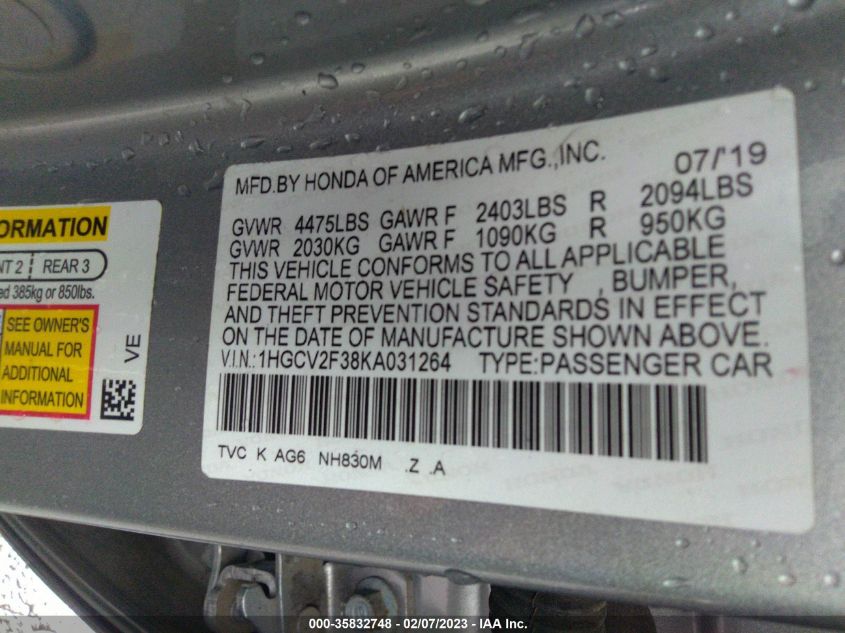 ORMATION
NT 2 REAR 3
ed 385kg or 850lbs.
SEE OWNER'S
MANUAL FOR
ADDITIONAL
INFORMATION
VE
MFD.BY HONDA OF AMERICA MFG.,INC. 07/'19
GVWR 4475LBS GAWR F 2403LBS R 2094LBS
GVWR 2030KG GAWR F 1090KG R 950KG
THIS VEHICLE CONFORMS TO ALL APPLICABLE
FEDERAL MOTOR VEHICLE SAFETY , BUMPER,
AND THEFT PREVENTION STANDARDS IN EFFECT
ON THE DATE OF MANUFACTURE SHOWN ABOVE.
V.I.N.:1HGCV2F38KA031264 TYPE:PASSENGER CAR
TVC K AG6 NH830M .Z .A
000-35832748 - 02/07/2023 - IAA Inc.